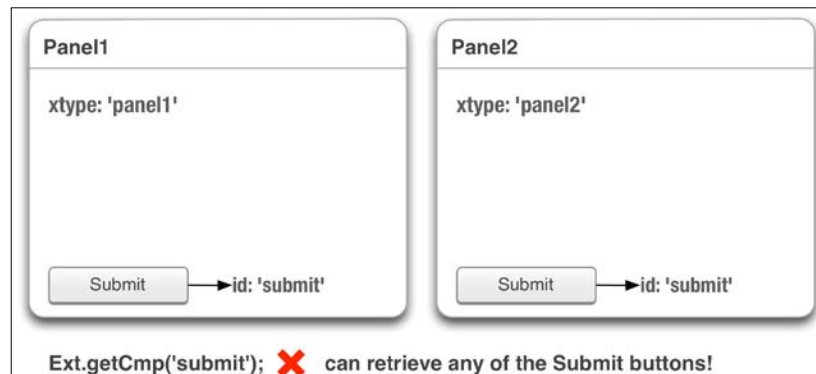 Panel1
xtype: 'panel1'
Submit
id: 'submit'
Panel2
xtype: 'panel2'
Submit
id: 'submit'
Ext.getCmp('submit'); can retrieve any of the Submit buttons!